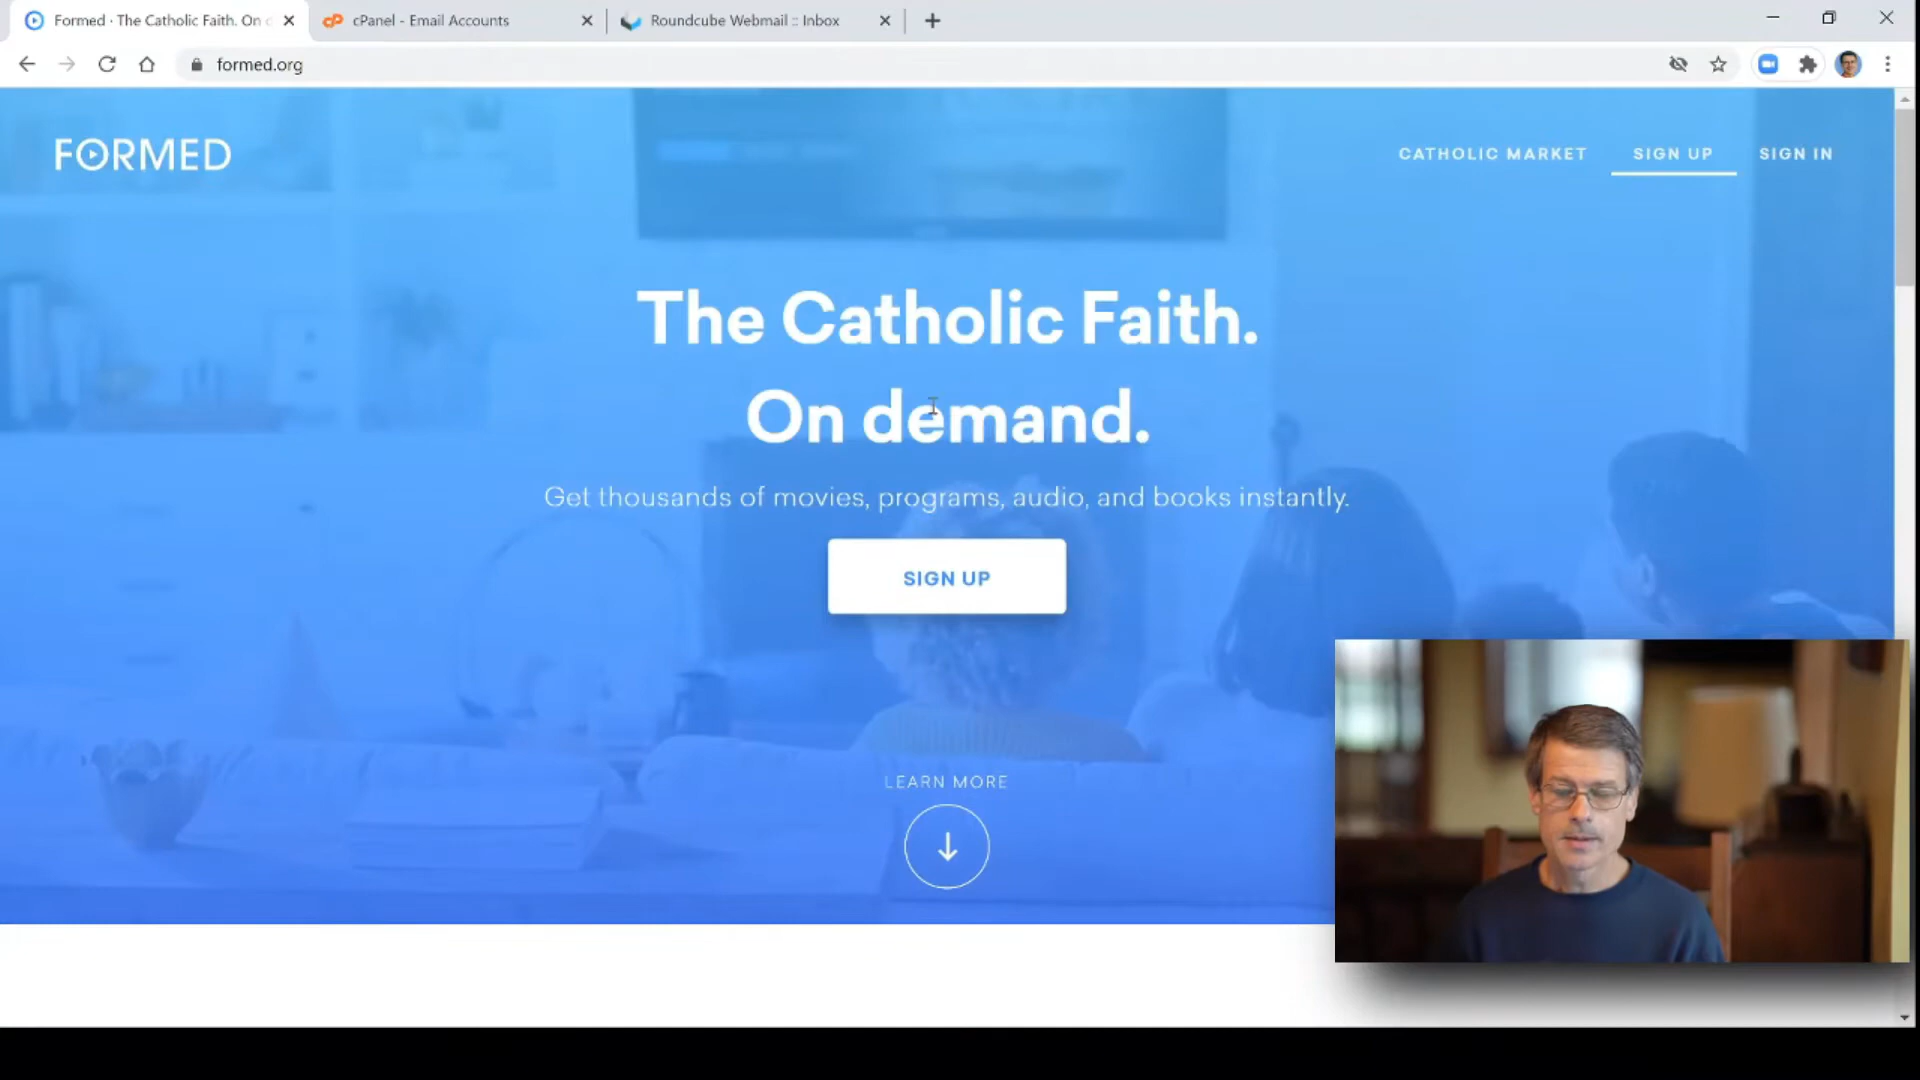 Formed · The Catholic Faith. On
cPanel - Email Accounts
Roundcube Webmail :: Inbox
formed.org
FORMED
CATHOLIC MARKET
SIGN UP
SIGN IN
The Catholic Faith.
On demand.
Get thousands of movies, programs, audio, and books instantly.
SIGN UP
LEARN MORE